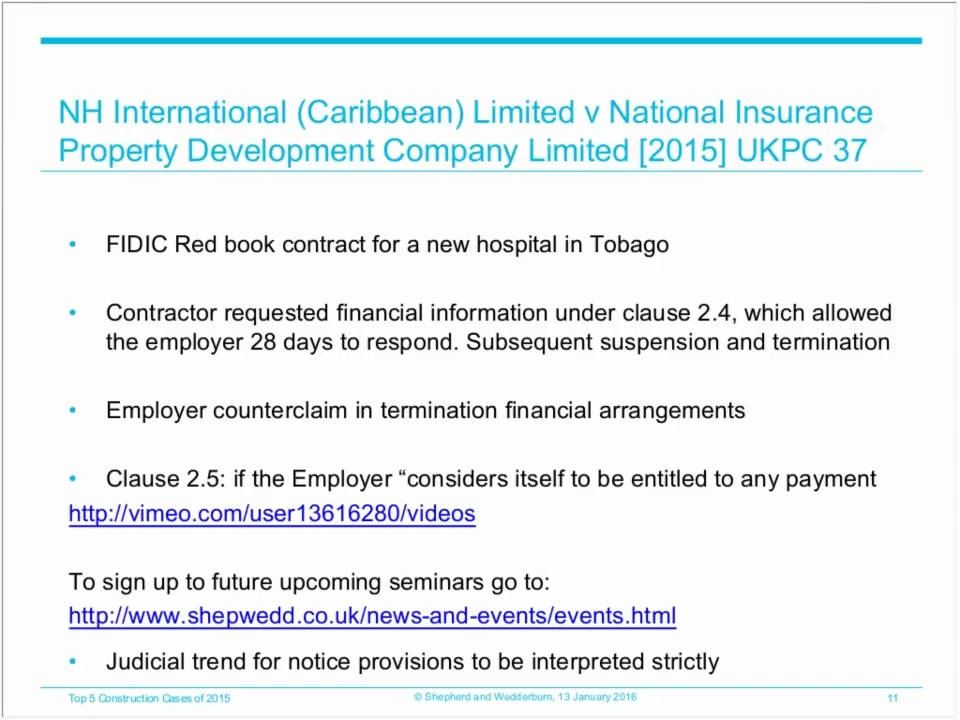 NH International (Caribbean) Limited v National Insurance
Property Development Company Limited [2015] UKPC 37
• FIDIC Red book contract for a new hospital in Tobago
• Contractor requested financial information under clause 2.4, which allowed
the employer 28 days to respond. Subsequent suspension and termination
• Employer counterclaim in termination financial arrangements
• Clause 2.5: if the Employer “considers itself to be entitled to any payment
http://vimeo.com/user13616280/videos
To sign up to future upcoming seminars go to:
http://www.shepwedd.co.uk/news-and-events/events.html
• Judicial trend for notice provisions to be interpreted strictly
Top 5 Construction Cases of 2015
© Shepherd and Wedderburn, 13 January 2016
11